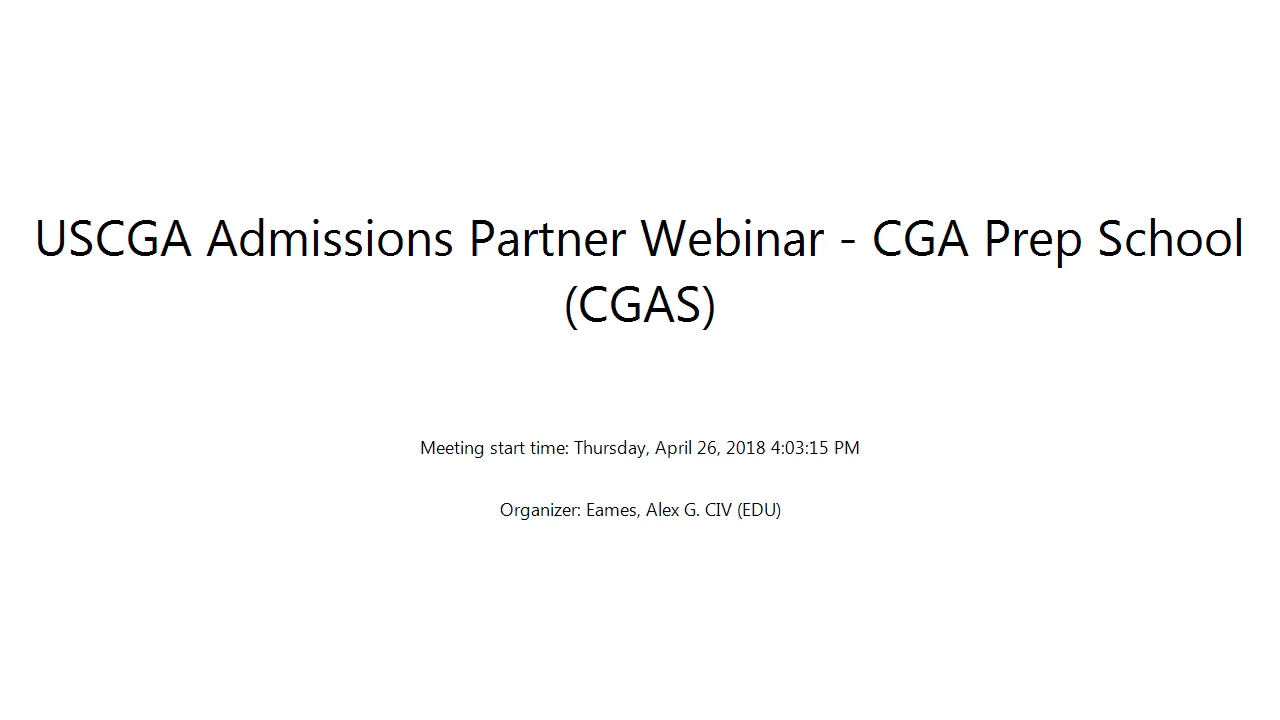 USCGA Admissions Partner Webinar - CGA Prep School
(CGAS)
Meeting start time: Thursday, April 26, 2018 4:03:15 PM
Organizer: Eames, Alex G. CIV (EDU)